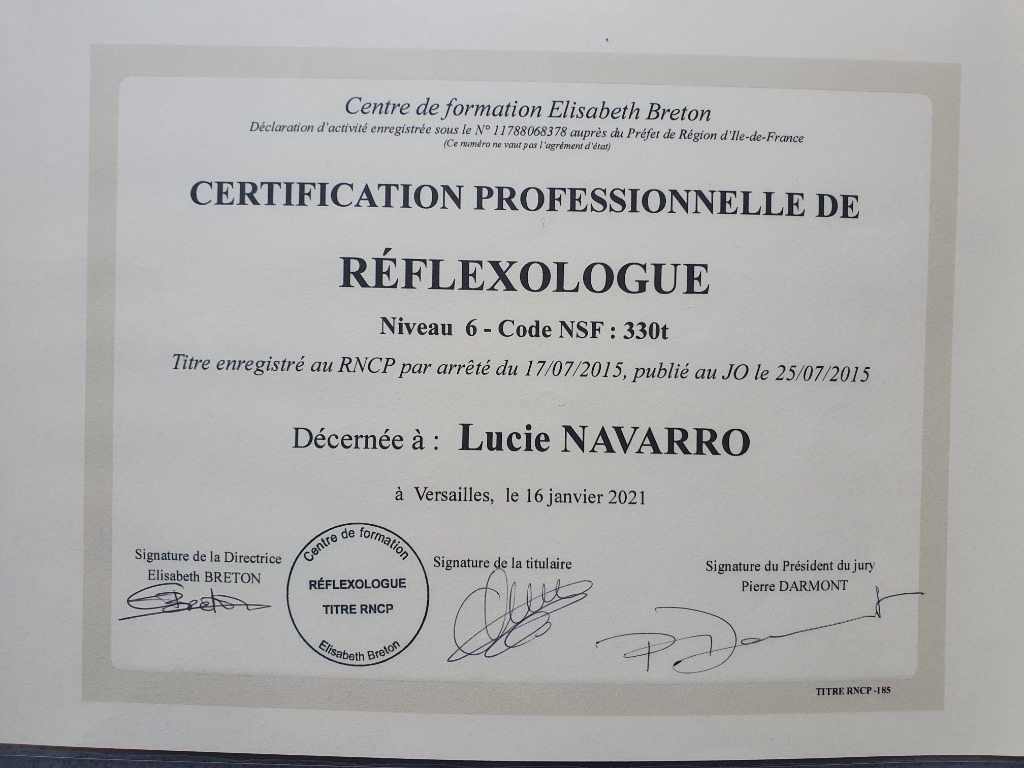 Centre de formation Elisabeth Breton
Déclaration d'activité enregistrée sous le N° 11788068378 auprès du Préfet de Région d'Ile-de-France
(Ce numéro ne vaut pas l'agrément d'état)
CERTIFICATION PROFESSIONNELLE DE
RÉFLEXOLOGUE
Niveau 6 - Code NSF : 330t
Titre enregistré au RNCP par arrêté du 17/07/2015, publié au JO le 25/07/2015
Décernée à : Lucie NAVARRO
à Versailles, le 16 janvier 2021
Signature de la Directrice
Elisabeth BRETON
EBreton
Centre de formation
RÉFLEXOLOGUE
TITRE RNCP
Elisabeth Breton
Signature de la titulaire
Signature du Président du jury
Pierre DARMONT
TITRE RNCP -185